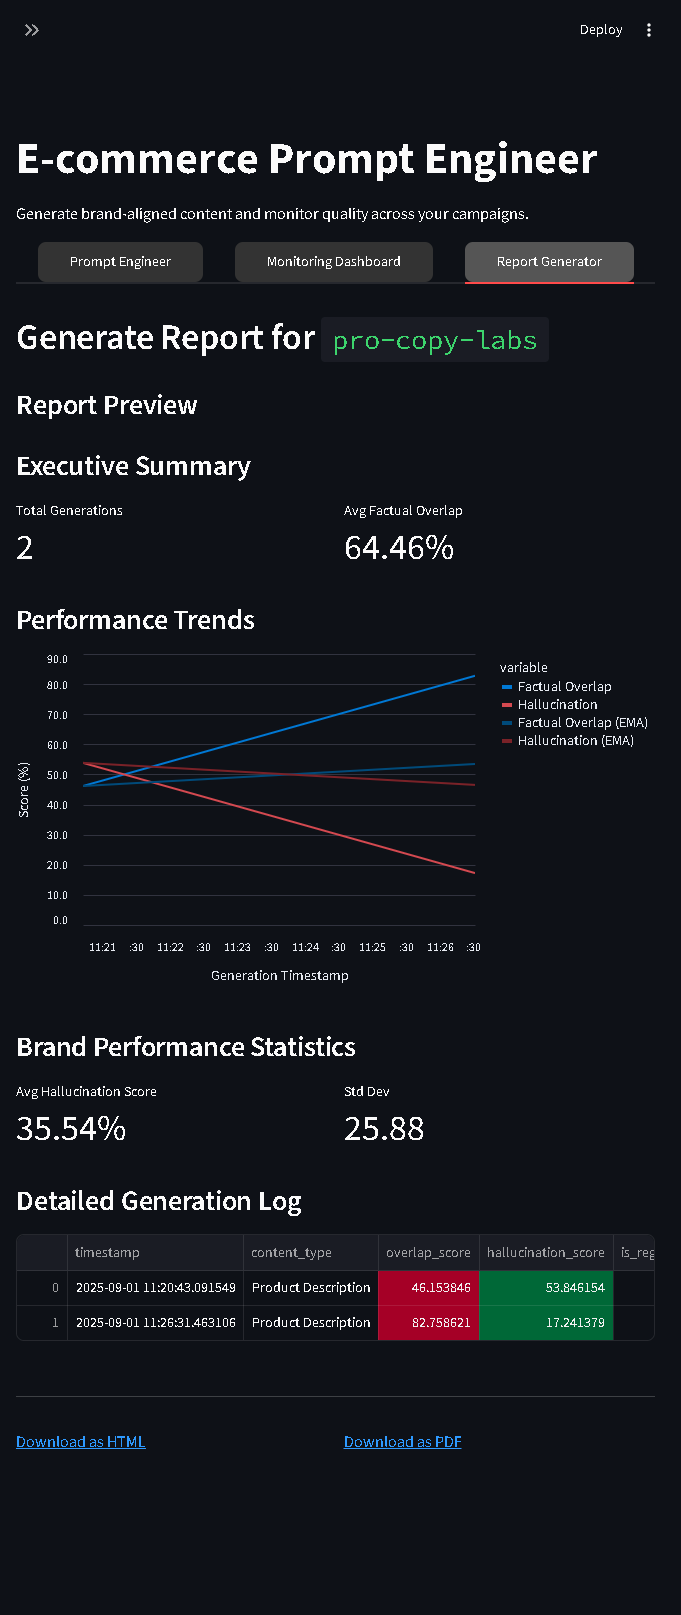 Deploy
E-commerce Prompt Engineer
Generate brand-aligned content and monitor quality across your campaigns.
Prompt Engineer Monitoring Dashboard Report Generator
Generate Report for pro-copy-labs
Report Preview
Executive Summary
Total Generations Avg Factual Overlap
2 64.46%
Performance Trends
variable
Factual Overlap
Hallucination
Factual Overlap (EMA)
Hallucination (EMA)
Score (%)
90.0
80.0
70.0
60.0
50.0
40.0
30.0
20.0
10.0
0.0
11:21 :30 11:22 :30 11:23 :30 11:24 :30 11:25 :30 11:26 :30
Generation Timestamp
Brand Performance Statistics
Avg Hallucination Score Std Dev
35.54% 25.88
Detailed Generation Log
timestamp content_type overlap_score hallucination_score is_reg
0 2025-09-01 11:20:43.091549 Product Description 46.153846 53.846154
1 2025-09-01 11:26:31.463106 Product Description 82.758621 17.241379
Download as HTML Download as PDF